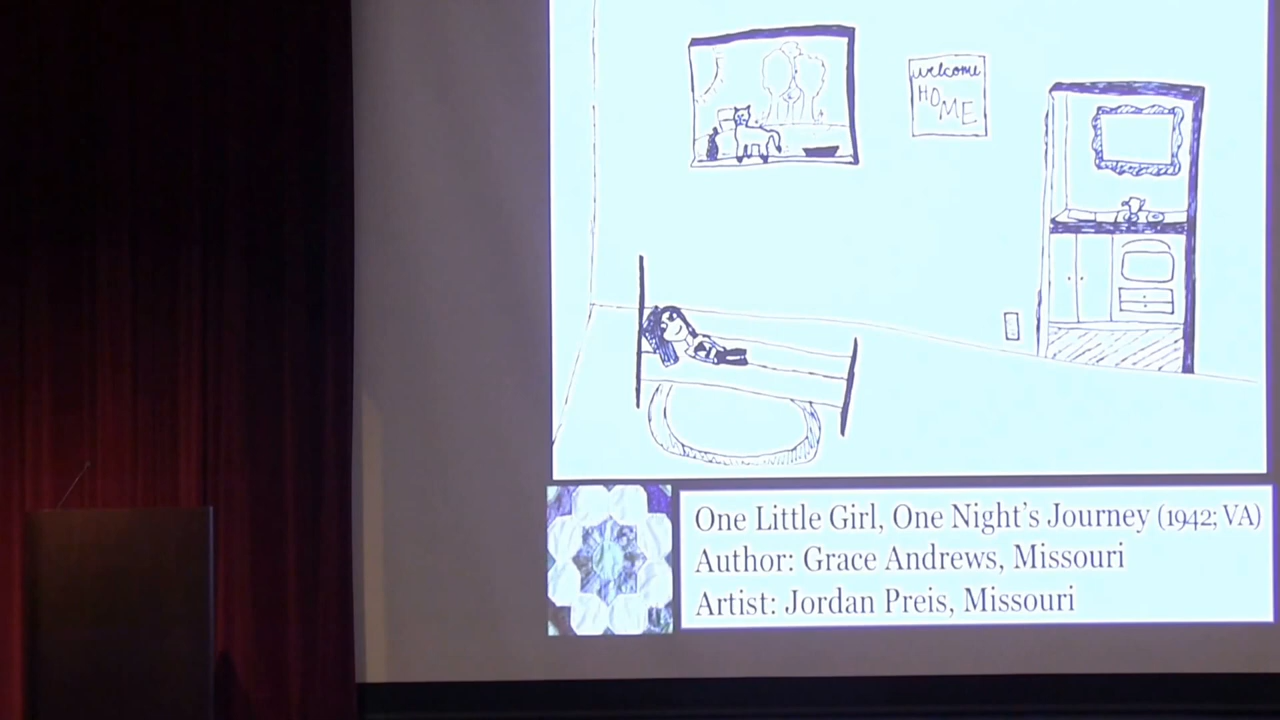 welcome
HOME
One Little Girl, One Night's Journey (1942; VA)
Author: Grace Andrews, Missouri
Artist: Jordan Preis, Missouri